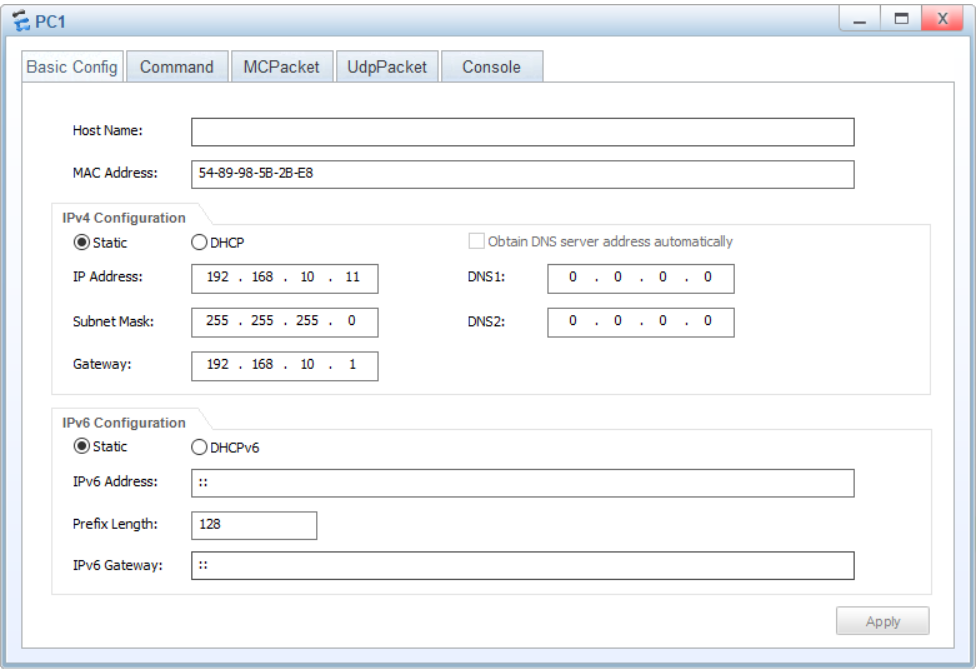 PC1
X
Basic Config Command MCPacket UdpPacket Console
Host Name:
MAC Address: 54-89-98-5B-2B-E8
IPv4 Configuration
Static DHCP Obtain DNS server address automatically
IP Address: 192 . 168 . 10 . 11 DNS1: 0 . 0 . 0 . 0
Subnet Mask: 255 . 255 . 255 . 0 DNS2: 0 . 0 . 0 . 0
Gateway: 192 . 168 . 10 . 1
IPv6 Configuration
Static DHCPv6
IPv6 Address: ::
Prefix Length: 128
IPv6 Gateway: ::
Apply